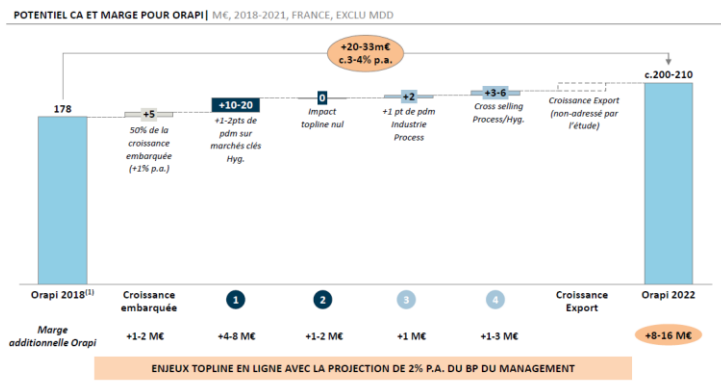 POTENTIEL CA ET MARGE POUR ORAPI| M€, 2018-2021, FRANCE, EXCLU MDD
+20-33m€
c.3-4% p.a.
c.200-210
178
+5
+10-20
0
+2
+3-6
50% de la
croissance
embarquée
(+1% p.a.)
+1-2pts de
pdm sur
marchés clés
Hyg.
Impact
topline nul
+1 pt de pdm
Industrie
Process
Cross selling
Process/Hyg.
Croissance Export
(non-adressé par
l'étude)
Orapi 2018(1)
Croissance
embarquée
1
2
3
4
Croissance
Export
Orapi 2022
Marge
additionnelle Orapi
+1-2 M€
+4-8 M€
+1-2 M€
+1 M€
+1-3 M€
+8-16 M€
ENJEUX TOPLINE EN LIGNE AVEC LA PROJECTION DE 2% P.A. DU BP DU MANAGEMENT